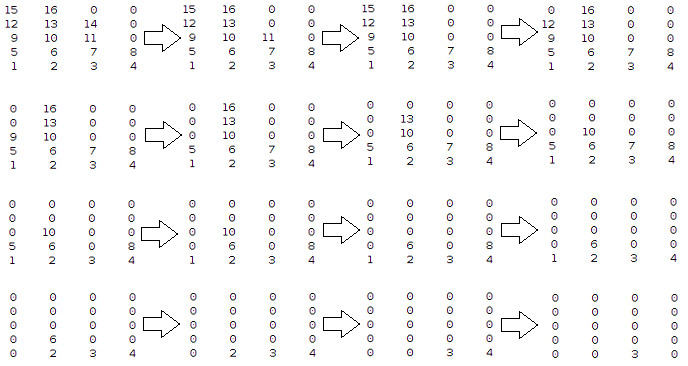 15 16 0 0 15 16 0 0 15 16 0 0 0 16 0 0
12 13 14 0 12 13 0 0 12 13 0 0 12 13 0 0
9 10 11 0 9 10 11 0 9 10 0 0 9 10 0 0
5 6 7 8 5 6 7 8 5 6 7 8 5 6 7 8
1 2 3 4 1 2 3 4 1 2 3 4 1 2 3 4
0 16 0 0 0 16 0 0 0 0 0 0 0 0 0 0
0 13 0 0 0 13 0 0 0 13 0 0 0 0 0 0
9 10 0 0 0 10 0 0 0 10 0 0 0 10 0 0
5 6 7 8 5 6 7 8 5 6 7 8 5 6 7 8
1 2 3 4 1 2 3 4 1 2 3 4 1 2 3 4
0 0 0 0 0 0 0 0 0 0 0 0 0 0 0 0
0 0 0 0 0 0 0 0 0 0 0 0 0 0 0 0
0 10 0 0 0 10 0 0 0 0 0 0 0 0 0 0
5 6 0 8 0 6 0 8 0 6 0 8 0 6 0 0
1 2 3 4 1 2 3 4 1 2 3 4 1 2 3 4
0 0 0 0 0 0 0 0 0 0 0 0 0 0 0 0
0 0 0 0 0 0 0 0 0 0 0 0 0 0 0 0
0 0 0 0 0 0 0 0 0 0 0 0 0 0 0 0
0 6 0 0 0 0 0 0 0 0 0 0 0 0 0 0
0 2 3 4 0 2 3 4 0 0 3 4 0 0 3 0